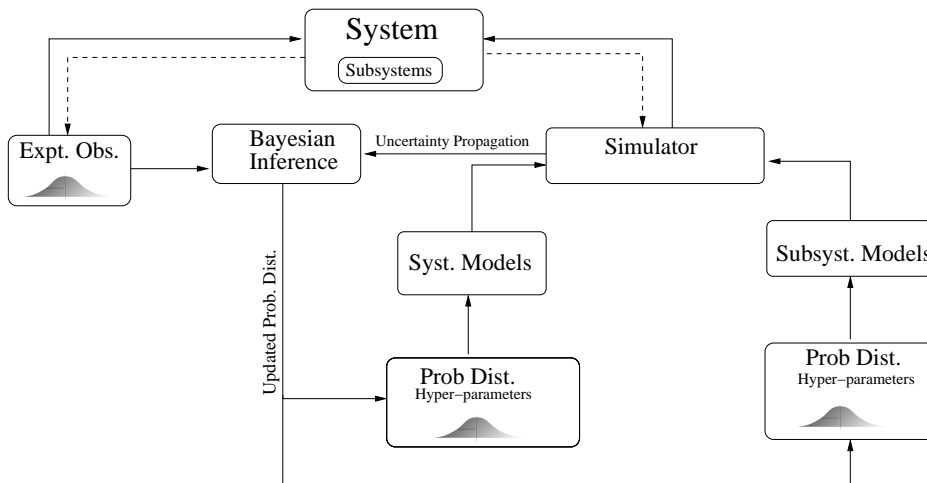 System
Subsystems
Expt. Obs.
Bayesian
Inference
Uncertainty Propagation
Simulator
Updated Prob. Dist.
Syst. Models
Subsyst. Models
Prob Dist.
Hyper−parameters
Prob Dist.
Hyper−parameters